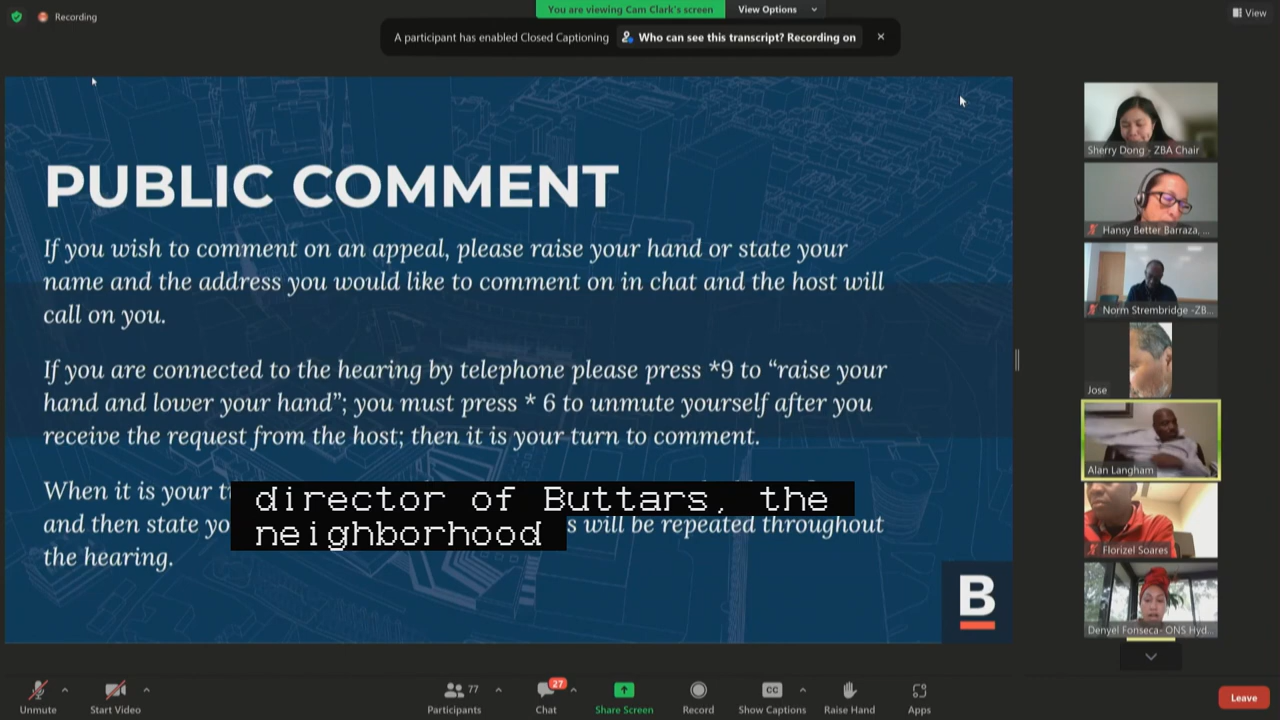 Recording
You are viewing Cam Clark's screen
View Options
View
A participant has enabled Closed Captioning
Who can see this transcript? Recording on
PUBLIC COMMENT
If you wish to comment on an appeal, please raise your hand or state your
name and the address you would like to comment on in chat and the host will
call on you.
If you are connected to the hearing by telephone please press *9 to “raise your
hand and lower your hand”; you must press * 6 to unmute yourself after you
receive the request from the host; then it is your turn to comment.
When it is your
and then state
s will be repeated throughout
the hearing.
director of Buttars, the
neighborhood
B
Sherry Dong - ZBA Chair
Hansy Better Barraza, ...
Norm Strembridge -ZB...
Jose
Alan Langham
Florizel Soares
Denyel Fonseca- ONS Hyd...
Unmute
Start Video
77
Participants
27
Chat
Share Screen
Record
CC
Show Captions
Raise Hand
Apps
Leave